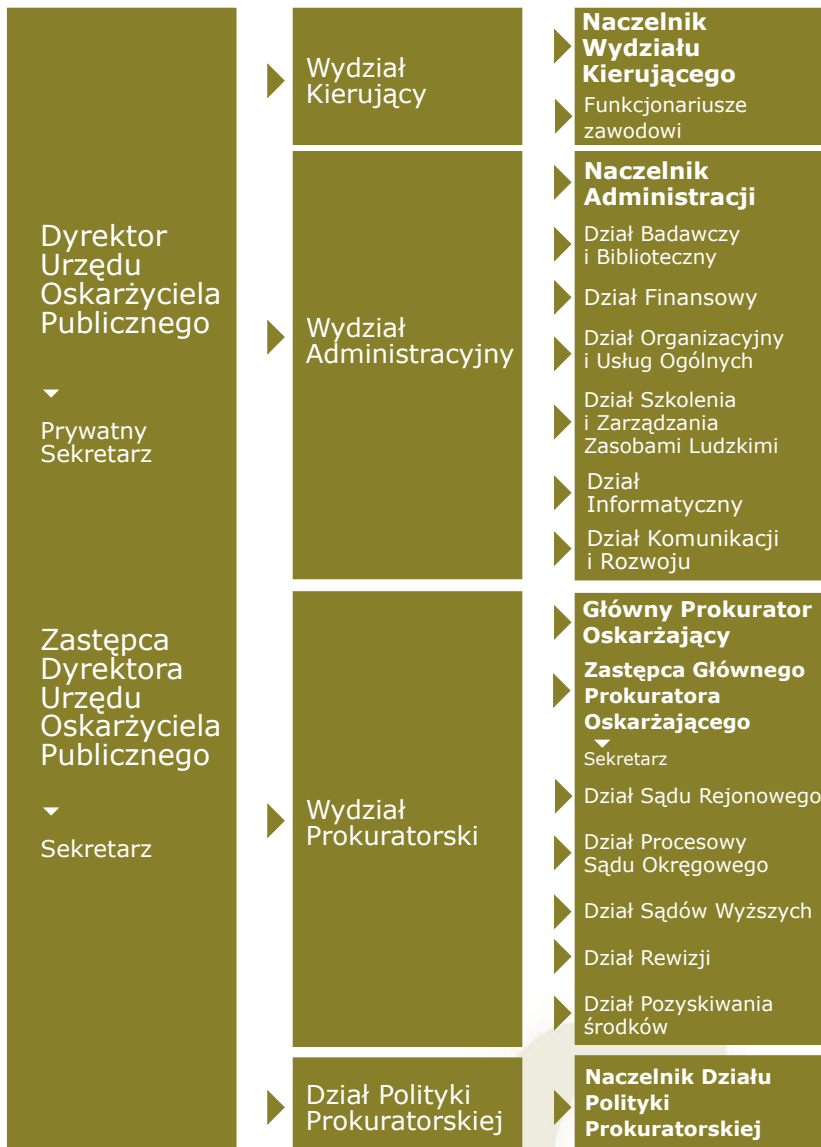 Dyrektor
Urzędu
Oskarżyciela
Publicznego
Prywatny
Sekretarz
Zastępca
Dyrektora
Urzędu
Oskarżyciela
Publicznego
Sekretarz
Wydział
Kierujący
Naczelnik
Wydziału
Kierującego
Funkcjonariusze
zawodowi
Wydział
Administracyjny
Naczelnik
Administracji
Dział Badawczy
i Biblioteczny
Dział Finansowy
Dział Organizacyjny
i Usług Ogólnych
Dział Szkolenia
i Zarządzania
Zasobami Ludzkimi
Dział
Informatyczny
Dział Komunikacji
i Rozwoju
Wydział
Prokuratorski
Główny Prokurator
Oskarżający
Zastępca Głównego
Prokuratora
Oskarżającego
Sekretarz
Dział Sądu Rejonowego
Dział Procesowy
Sądu Okręgowego
Dział Sądów Wyższych
Dział Rewizji
Dział Pozyskiwania
środków
Dział Polityki
Prokuratorskiej
Naczelnik Działu
Polityki
Prokuratorskiej